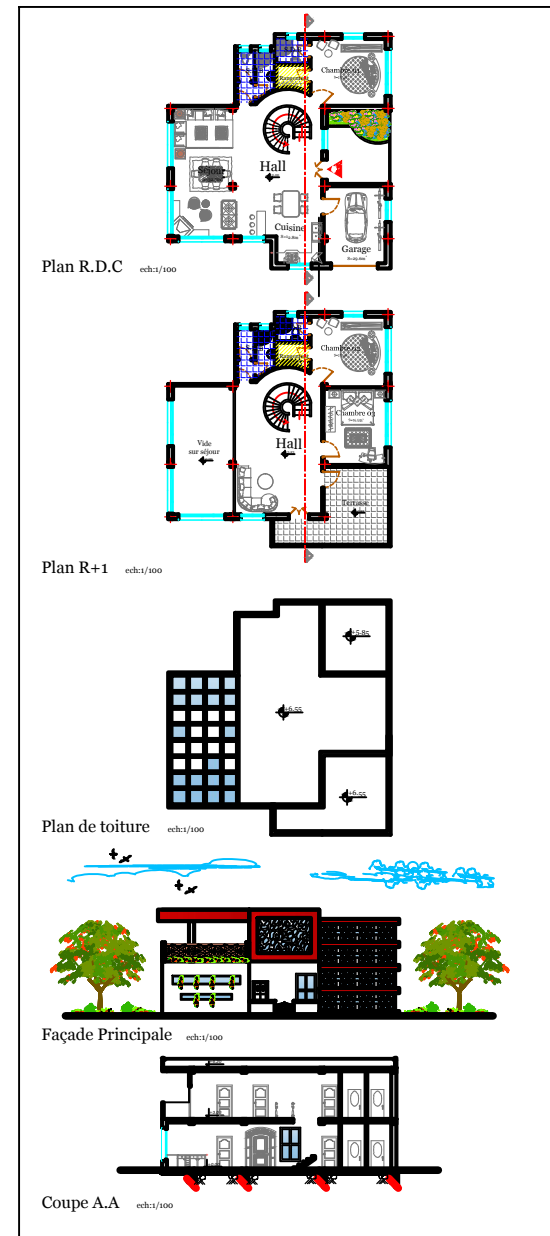 Chambre 01
Rangement
Séjour
Hall
Cuisine
Garage
Plan R.D.C ech:1/100
Chambre 02
Rangement
Chambre 03
Hall
Vide
sur séjour
Terrasse
Plan R+1 ech:1/100
+5.85
+6.55
+6.55
Plan de toiture ech:1/100
Façade Principale ech:1/100
Coupe A.A ech:1/100